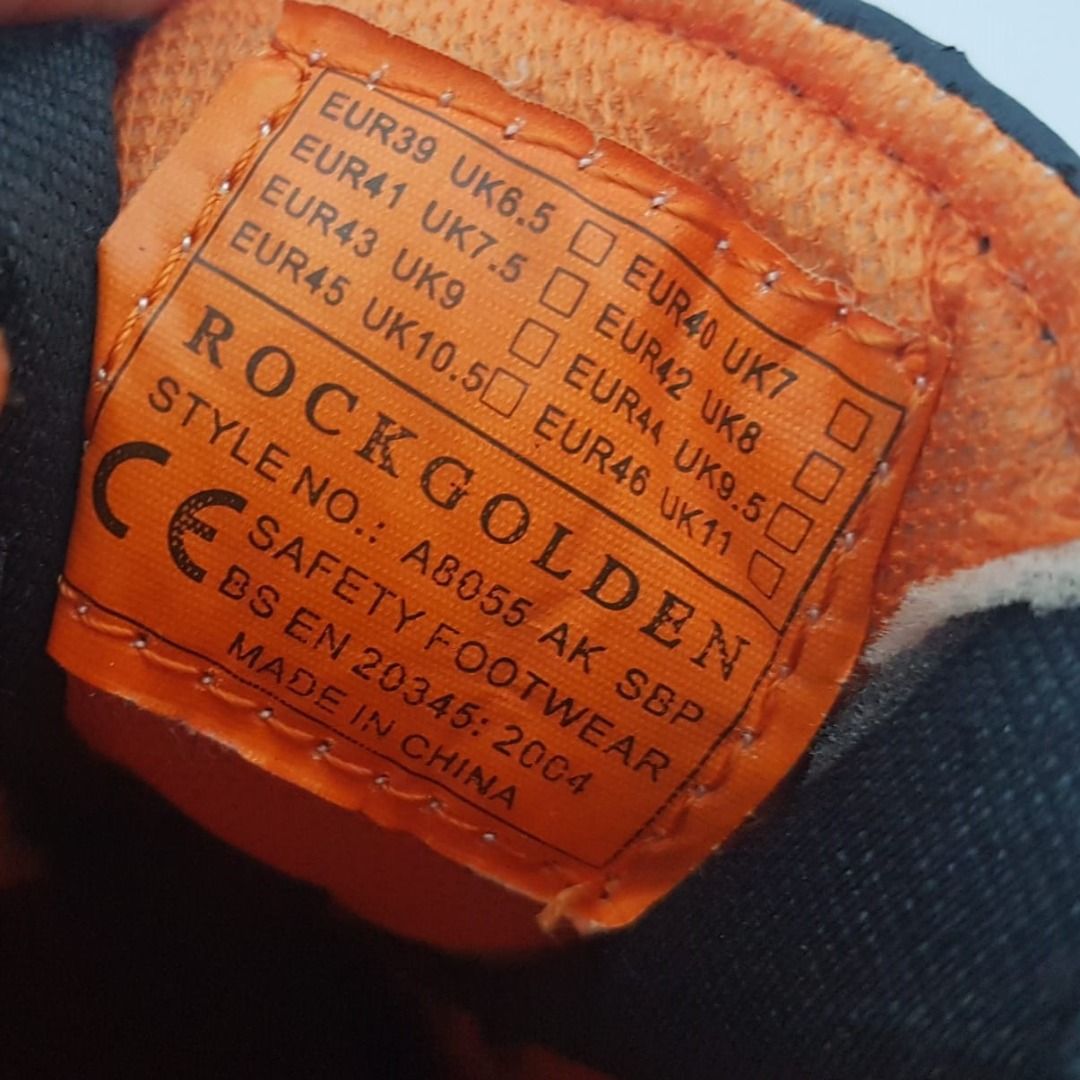 EUR39 UK6.5 □ EUR40 UK7 □
EUR41 UK7.5 □ EUR42 UK8 □
EUR43 UK9 □ EUR44 UK9.5 □
EUR45 UK10.5 □ EUR46 UK11 □
ROCKGOLDEN
STYLE NO.: A8055 AK SBP
CE SAFETY FOOTWEAR
BS EN 20345: 2004
MADE IN CHINA